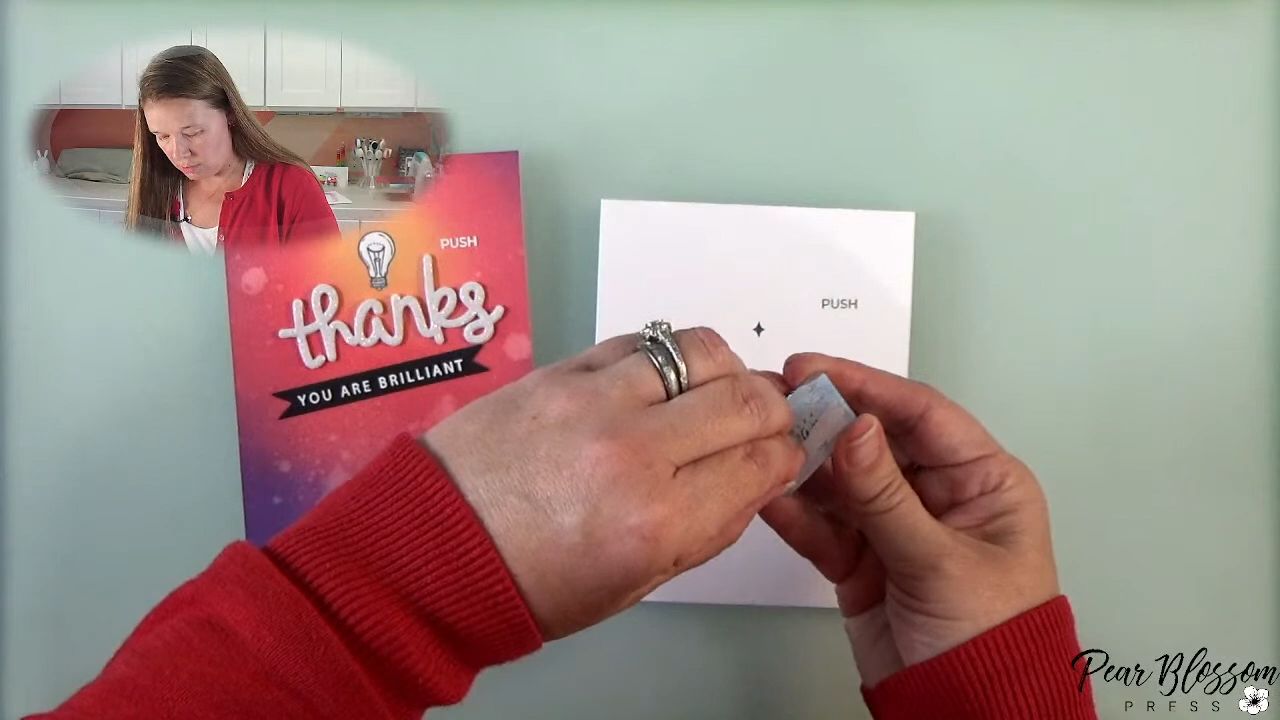 PUSH
thanks
YOU ARE BRILLIANT
PUSH
Pear Blossom
PRESS